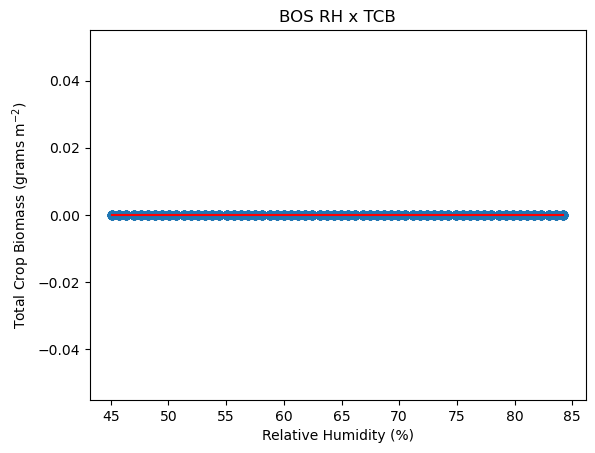 BOS RH x TCB
Total Crop Biomass (grams m⁻²)
0.04
0.02
0.00
−0.02
−0.04
45 50 55 60 65 70 75 80 85
Relative Humidity (%)